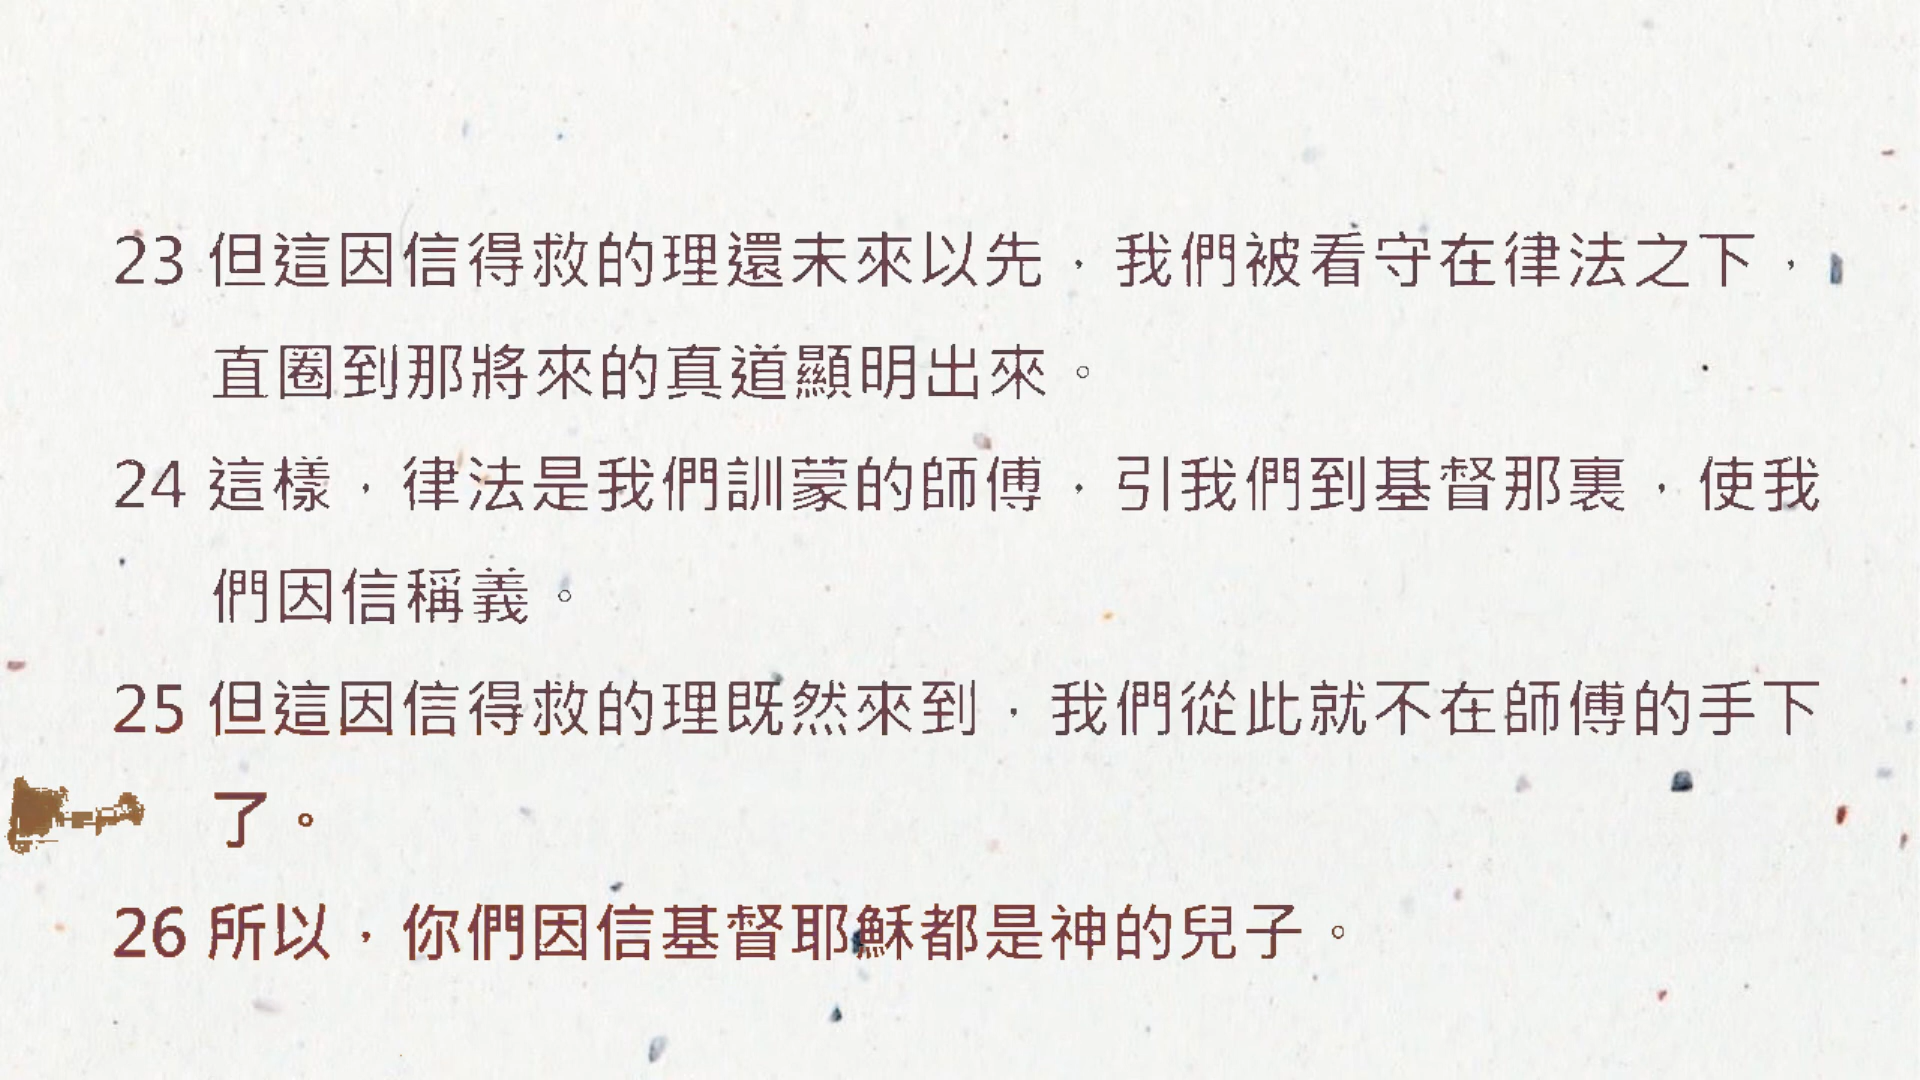 23 但這因信得救的理還未來以先，我們被看守在律法之下，
直圈到那將來的真道顯明出來。
24 這樣，律法是我們訓蒙的師傅，引我們到基督那裏，使我
們因信稱義。
25 但這因信得救的理既然來到，我們從此就不在師傅的手下
了。
26 所以，你們因信基督耶穌都是神的兒子。